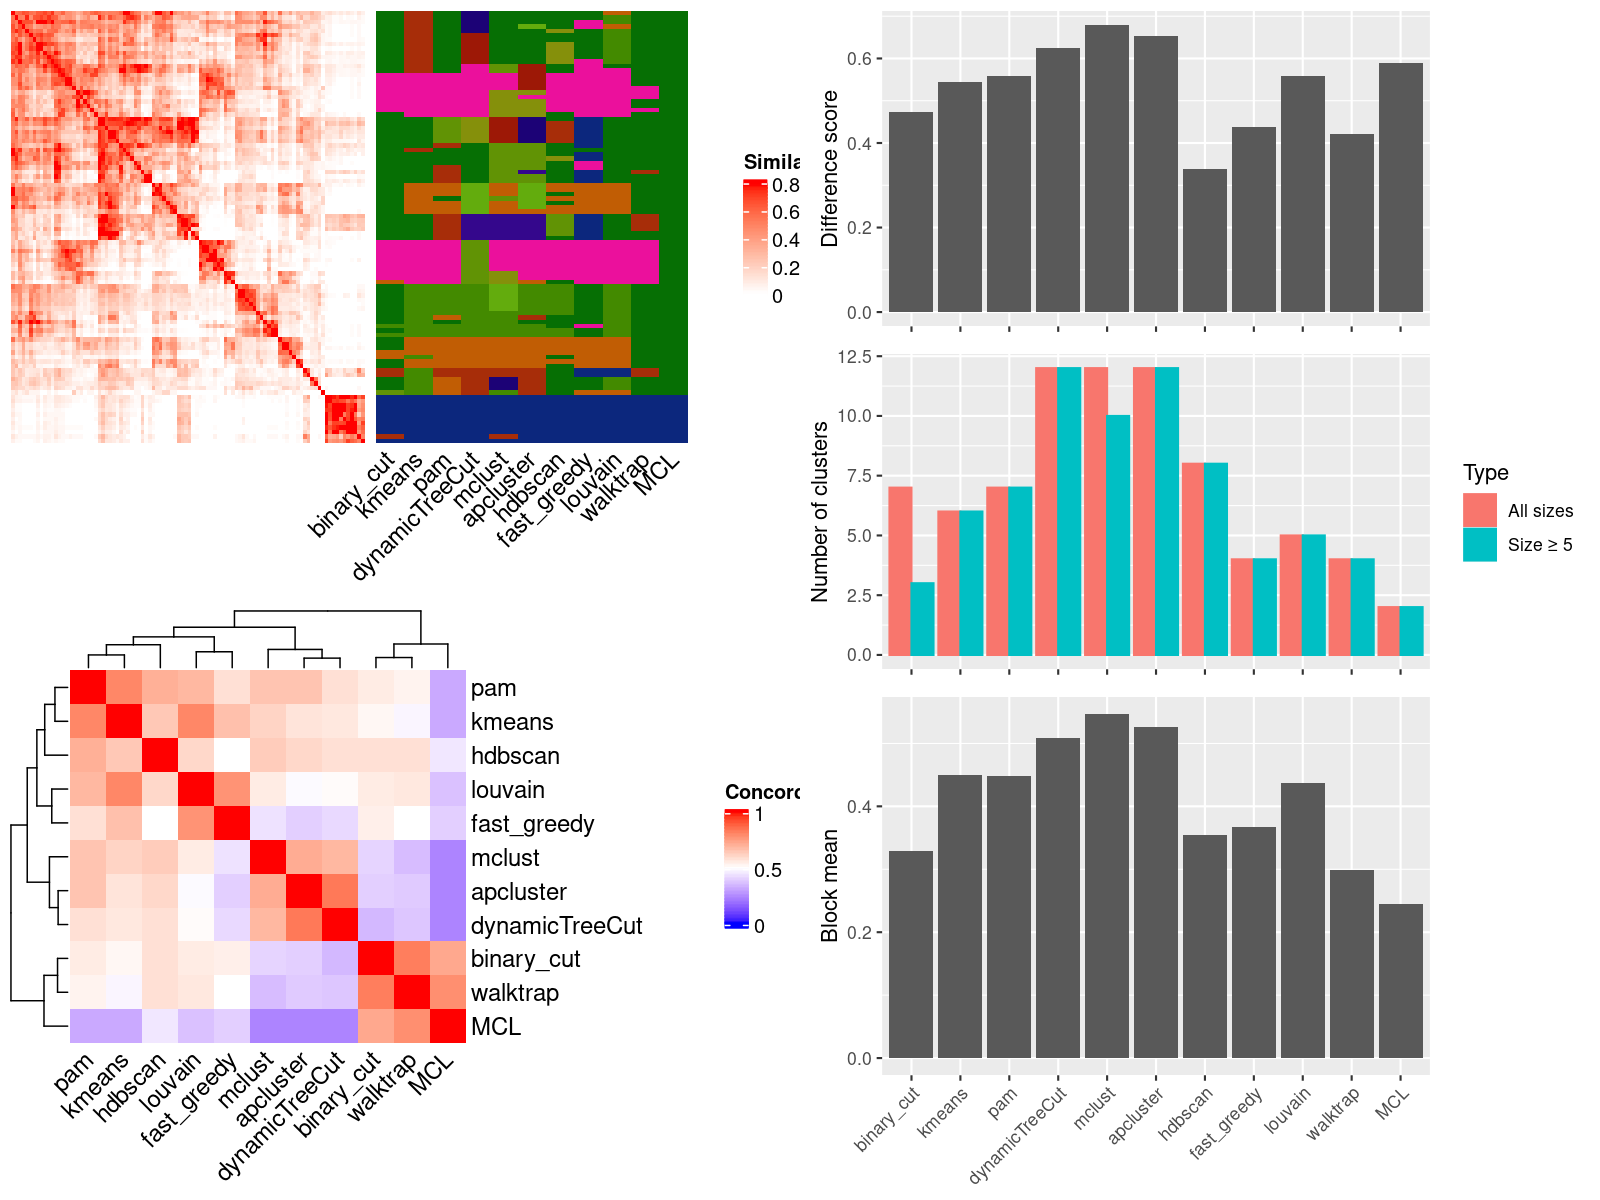 Simila
0.8
0.6
0.4
0.2
0
binary_cut
kmeans
pam
dynamicTreeCut
mclust
apcluster
hdbscan
fast_greedy
louvain
walktrap
MCL
pam
kmeans
hdbscan
louvain
fast_greedy
mclust
apcluster
dynamicTreeCut
binary_cut
walktrap
MCL
pam
kmeans
hdbscan
louvain
fast_greedy
mclust
apcluster
dynamicTreeCut
binary_cut
walktrap
MCL
Concord
1
0.5
0
Difference score
0.6
0.4
0.2
0.0
Number of clusters
12.5
10.0
7.5
5.0
2.5
0.0
Type
All sizes
Size ≥ 5
Block mean
0.4
0.2
0.0
binary_cut
kmeans
pam
dynamicTreeCut
mclust
apcluster
hdbscan
fast_greedy
louvain
walktrap
MCL